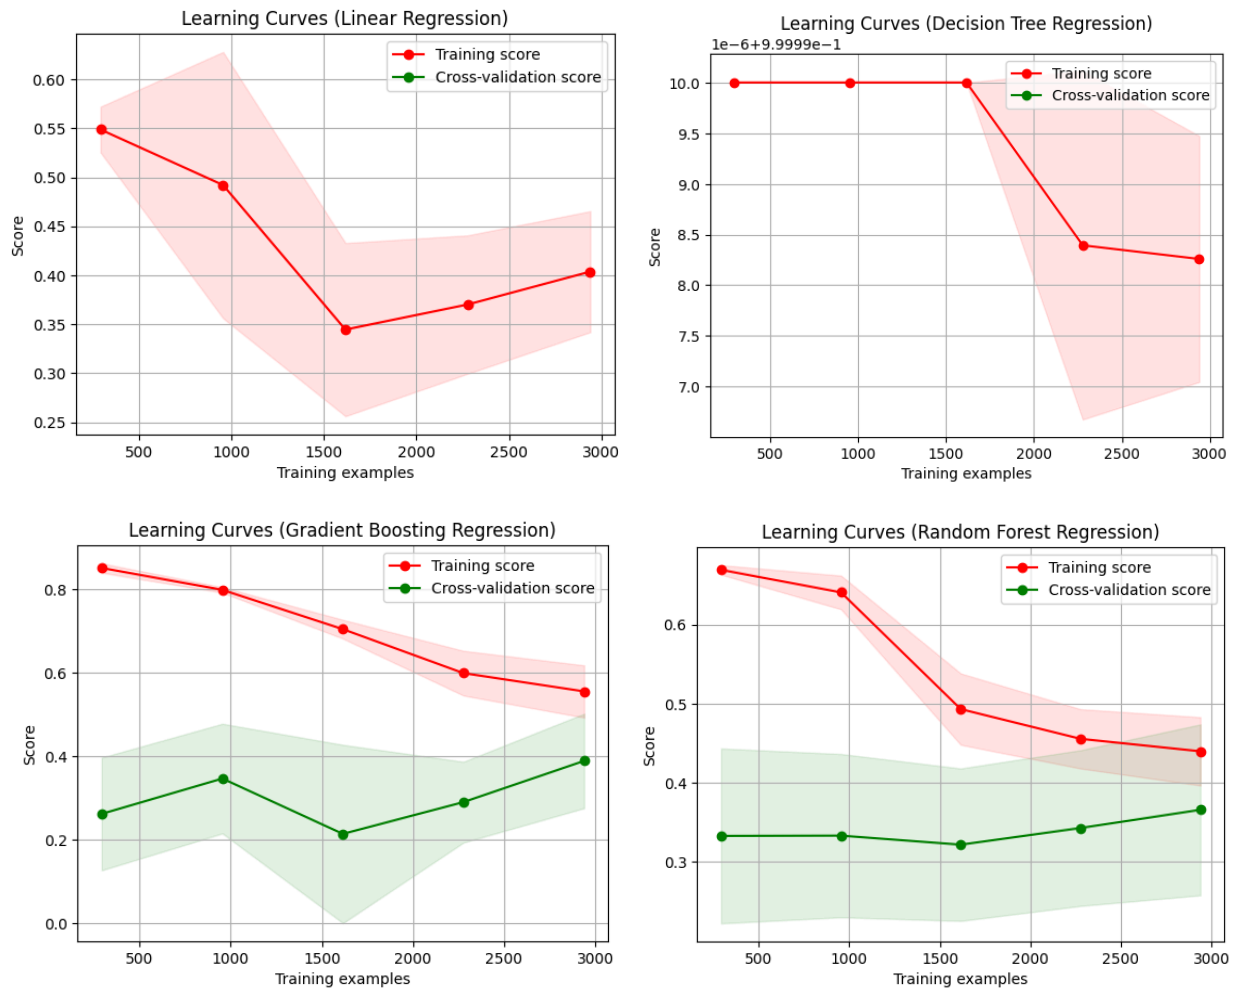 Learning Curves (Linear Regression)
Training score
Cross-validation score
0.60
0.55
0.50
0.45
0.40
0.35
0.30
0.25
Score
500
1000
1500
2000
2500
3000
Training examples
Learning Curves (Decision Tree Regression)
1e−6+9.9999e−1
Training score
Cross-validation score
10.0
9.5
9.0
8.5
8.0
7.5
7.0
Score
500
1000
1500
2000
2500
3000
Training examples
Learning Curves (Gradient Boosting Regression)
Training score
Cross-validation score
0.8
0.6
0.4
0.2
0.0
Score
500
1000
1500
2000
2500
3000
Training examples
Learning Curves (Random Forest Regression)
Training score
Cross-validation score
0.6
0.5
0.4
0.3
Score
500
1000
1500
2000
2500
3000
Training examples